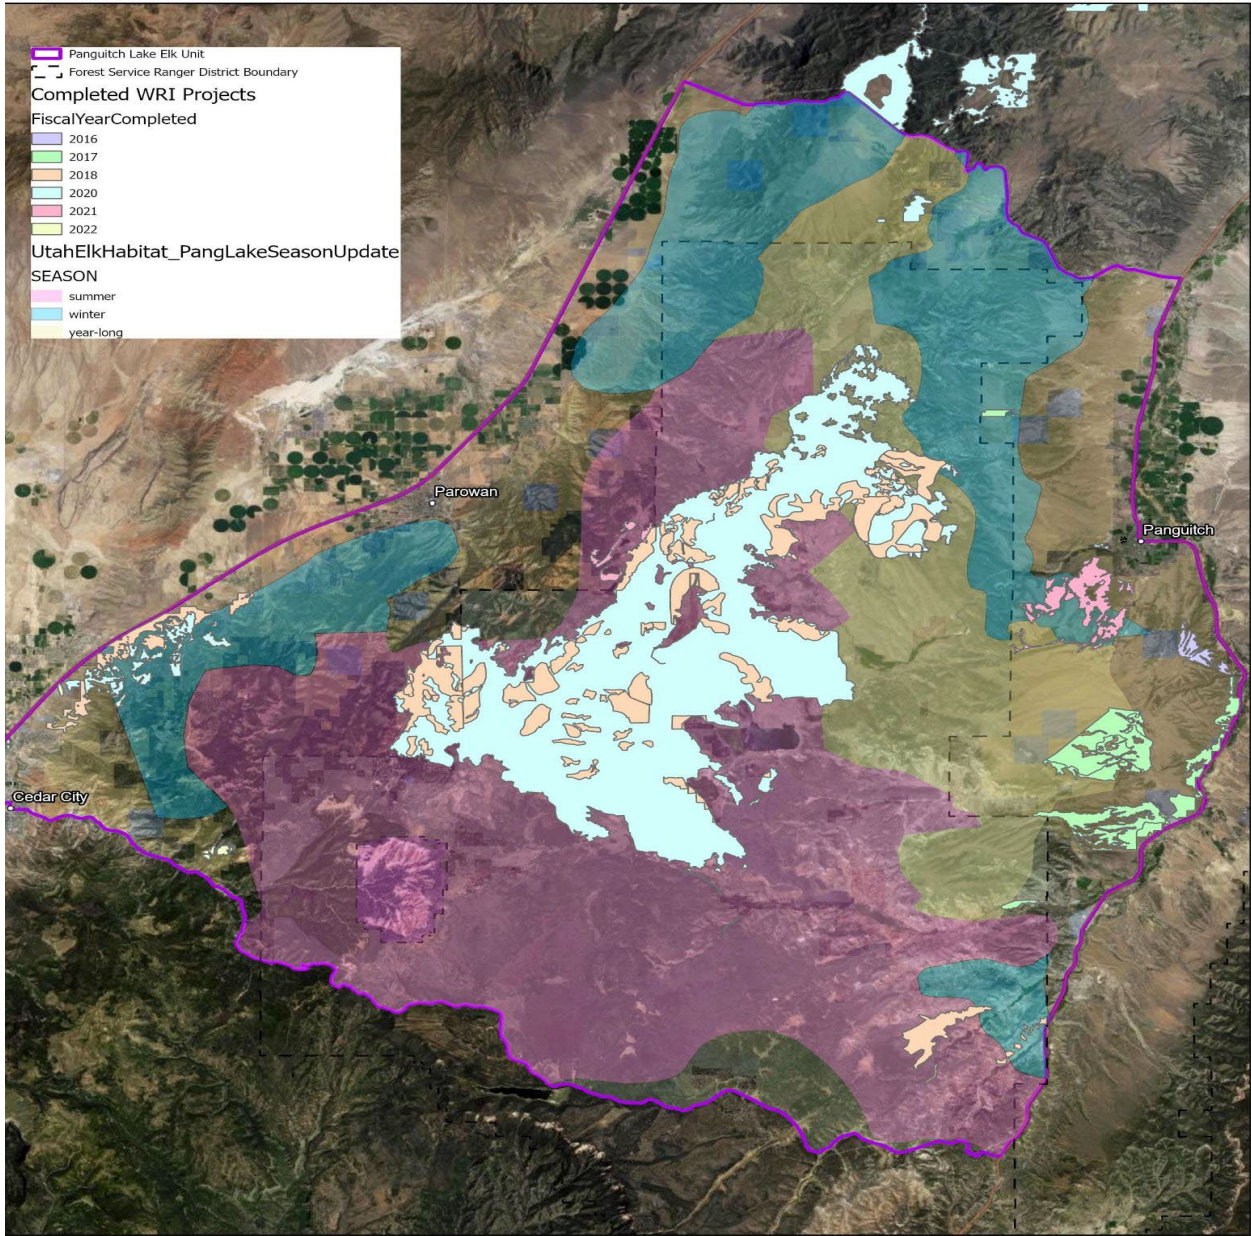 Panguitch Lake Elk Unit
Forest Service Ranger District Boundary
Completed WRI Projects
FiscalYearCompleted
2016
2017
2018
2020
2021
2022
UtahElkHabitat_PangLakeSeasonUpdate
SEASON
summer
winter
year-long
Parowan
Panguitch
Cedar City